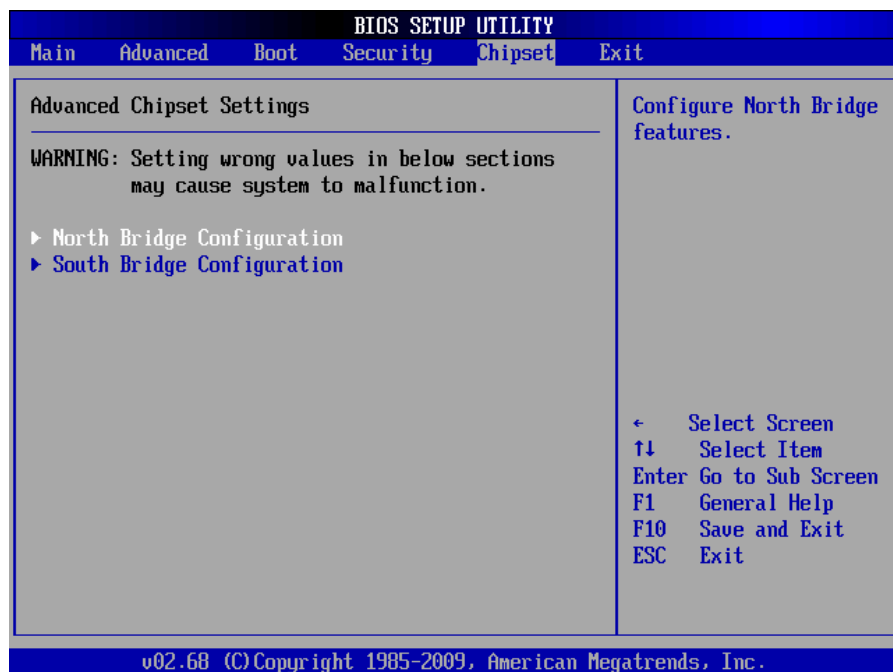 BIOS SETUP UTILITY
Main Advanced Boot Security Chipset Exit
Advanced Chipset Settings
WARNING: Setting wrong values in below sections
may cause system to malfunction.
▶ North Bridge Configuration
▶ South Bridge Configuration
Configure North Bridge
features.
← Select Screen
↑↓ Select Item
Enter Go to Sub Screen
F1 General Help
F10 Save and Exit
ESC Exit
v02.68 (C)Copyright 1985-2009, American Megatrends, Inc.